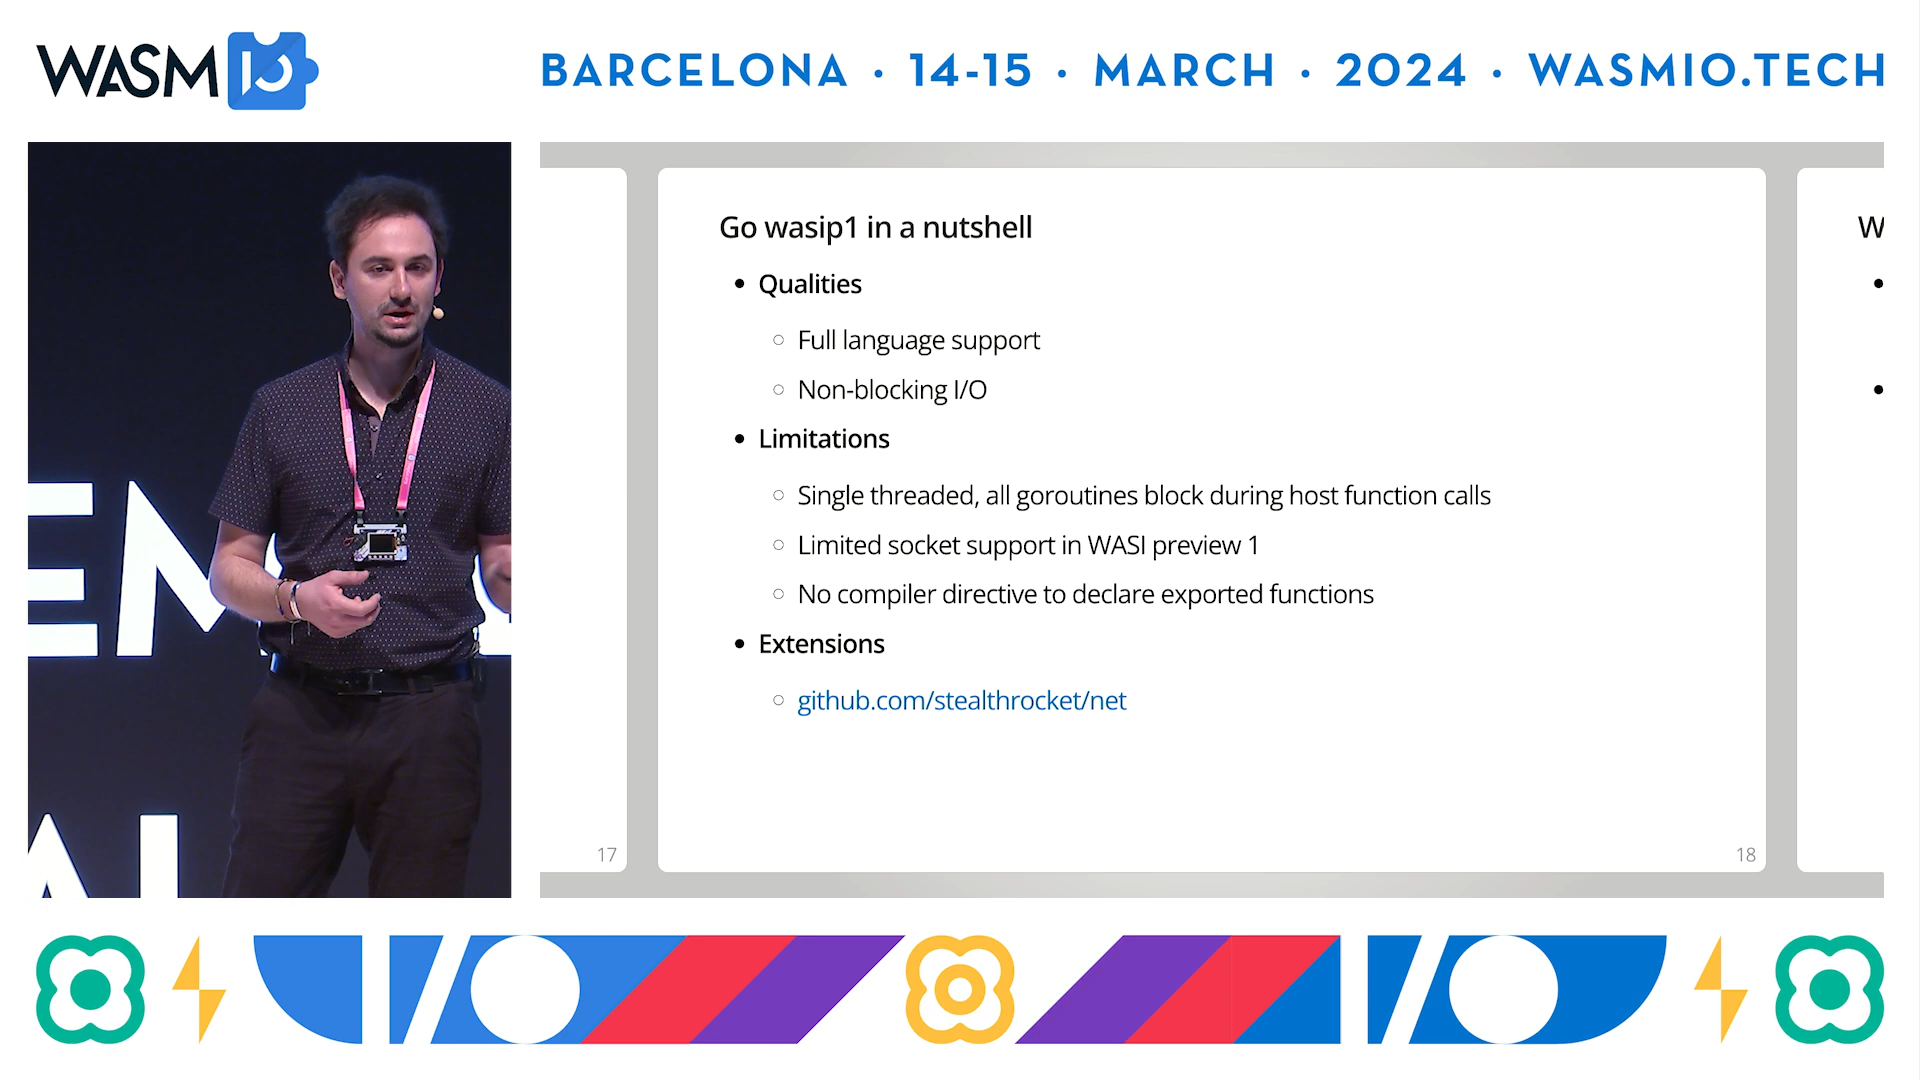 WASM IO
BARCELONA · 14-15 · MARCH · 2024 · WASMIO.TECH
Go wasip1 in a nutshell
• Qualities
○ Full language support
○ Non-blocking I/O
• Limitations
○ Single threaded, all goroutines block during host function calls
○ Limited socket support in WASI preview 1
○ No compiler directive to declare exported functions
• Extensions
○ github.com/stealthrocket/net
17
18
W
EM
AI
I/O
I/O